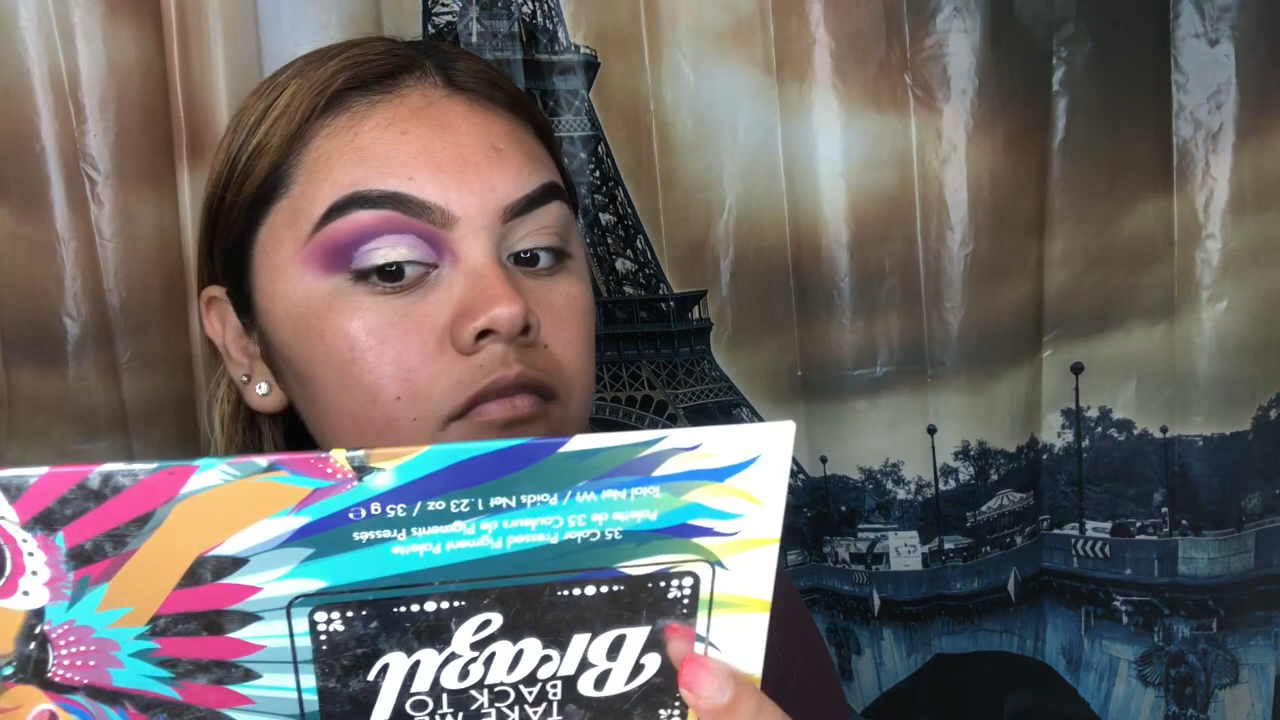 TAKE ME
BACK TO
Brazil
35 Color Pressed Pigment Palette
Palette de 35 Couleurs de Pigments Pressés
Total Net Wt / Poids Net 1.23 oz / 35 g ℮